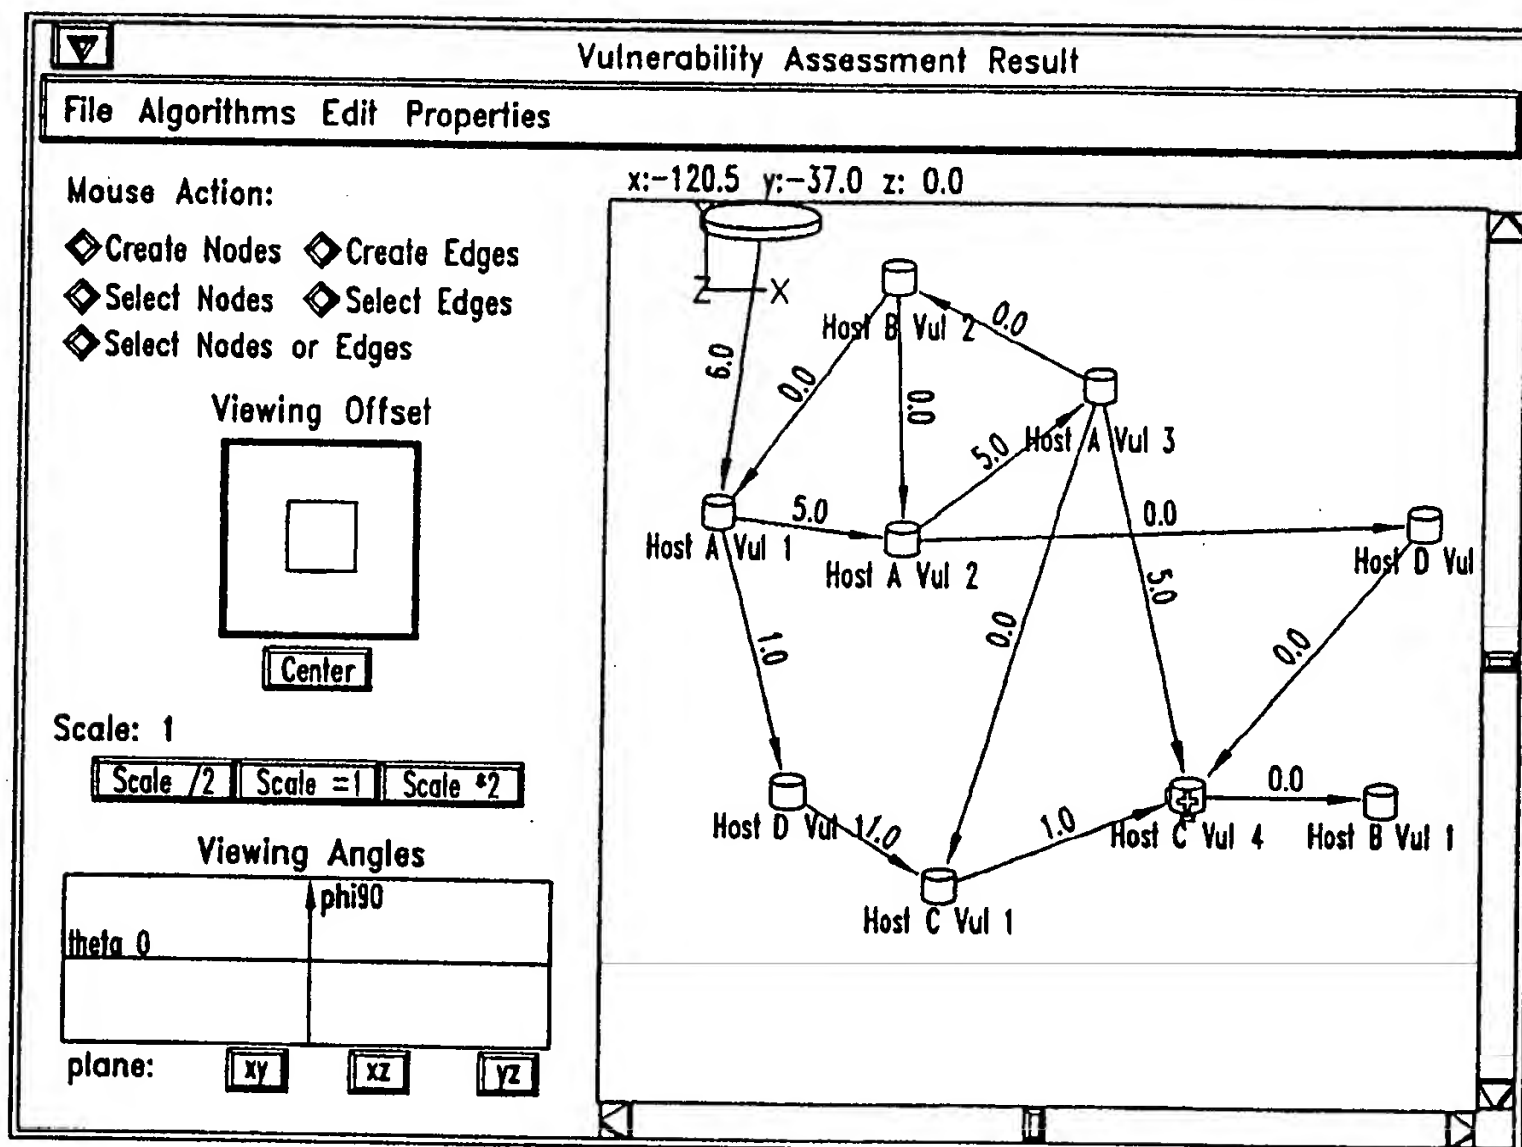 Vulnerability Assessment Result
File Algorithms Edit Properties
Mouse Action:
Create Nodes Create Edges
Select Nodes Select Edges
Select Nodes or Edges
Viewing Offset
Center
Scale: 1
Scale /2 Scale =1 Scale *2
Viewing Angles
phi90
theta 0
plane: xy xz yz
x:-120.5 y:-37.0 z: 0.0
Z X
Host B Vul 2
0.0
6.0
0.0
0.0
Host A Vul 3
5.0
5.0
0.0
Host A Vul 1
Host A Vul 2
Host D Vul
5.0
0.0
1.0
0.0
0.0
Host D Vul 1
1.0
1.0
Host C Vul 4
Host B Vul 1
Host C Vul 1